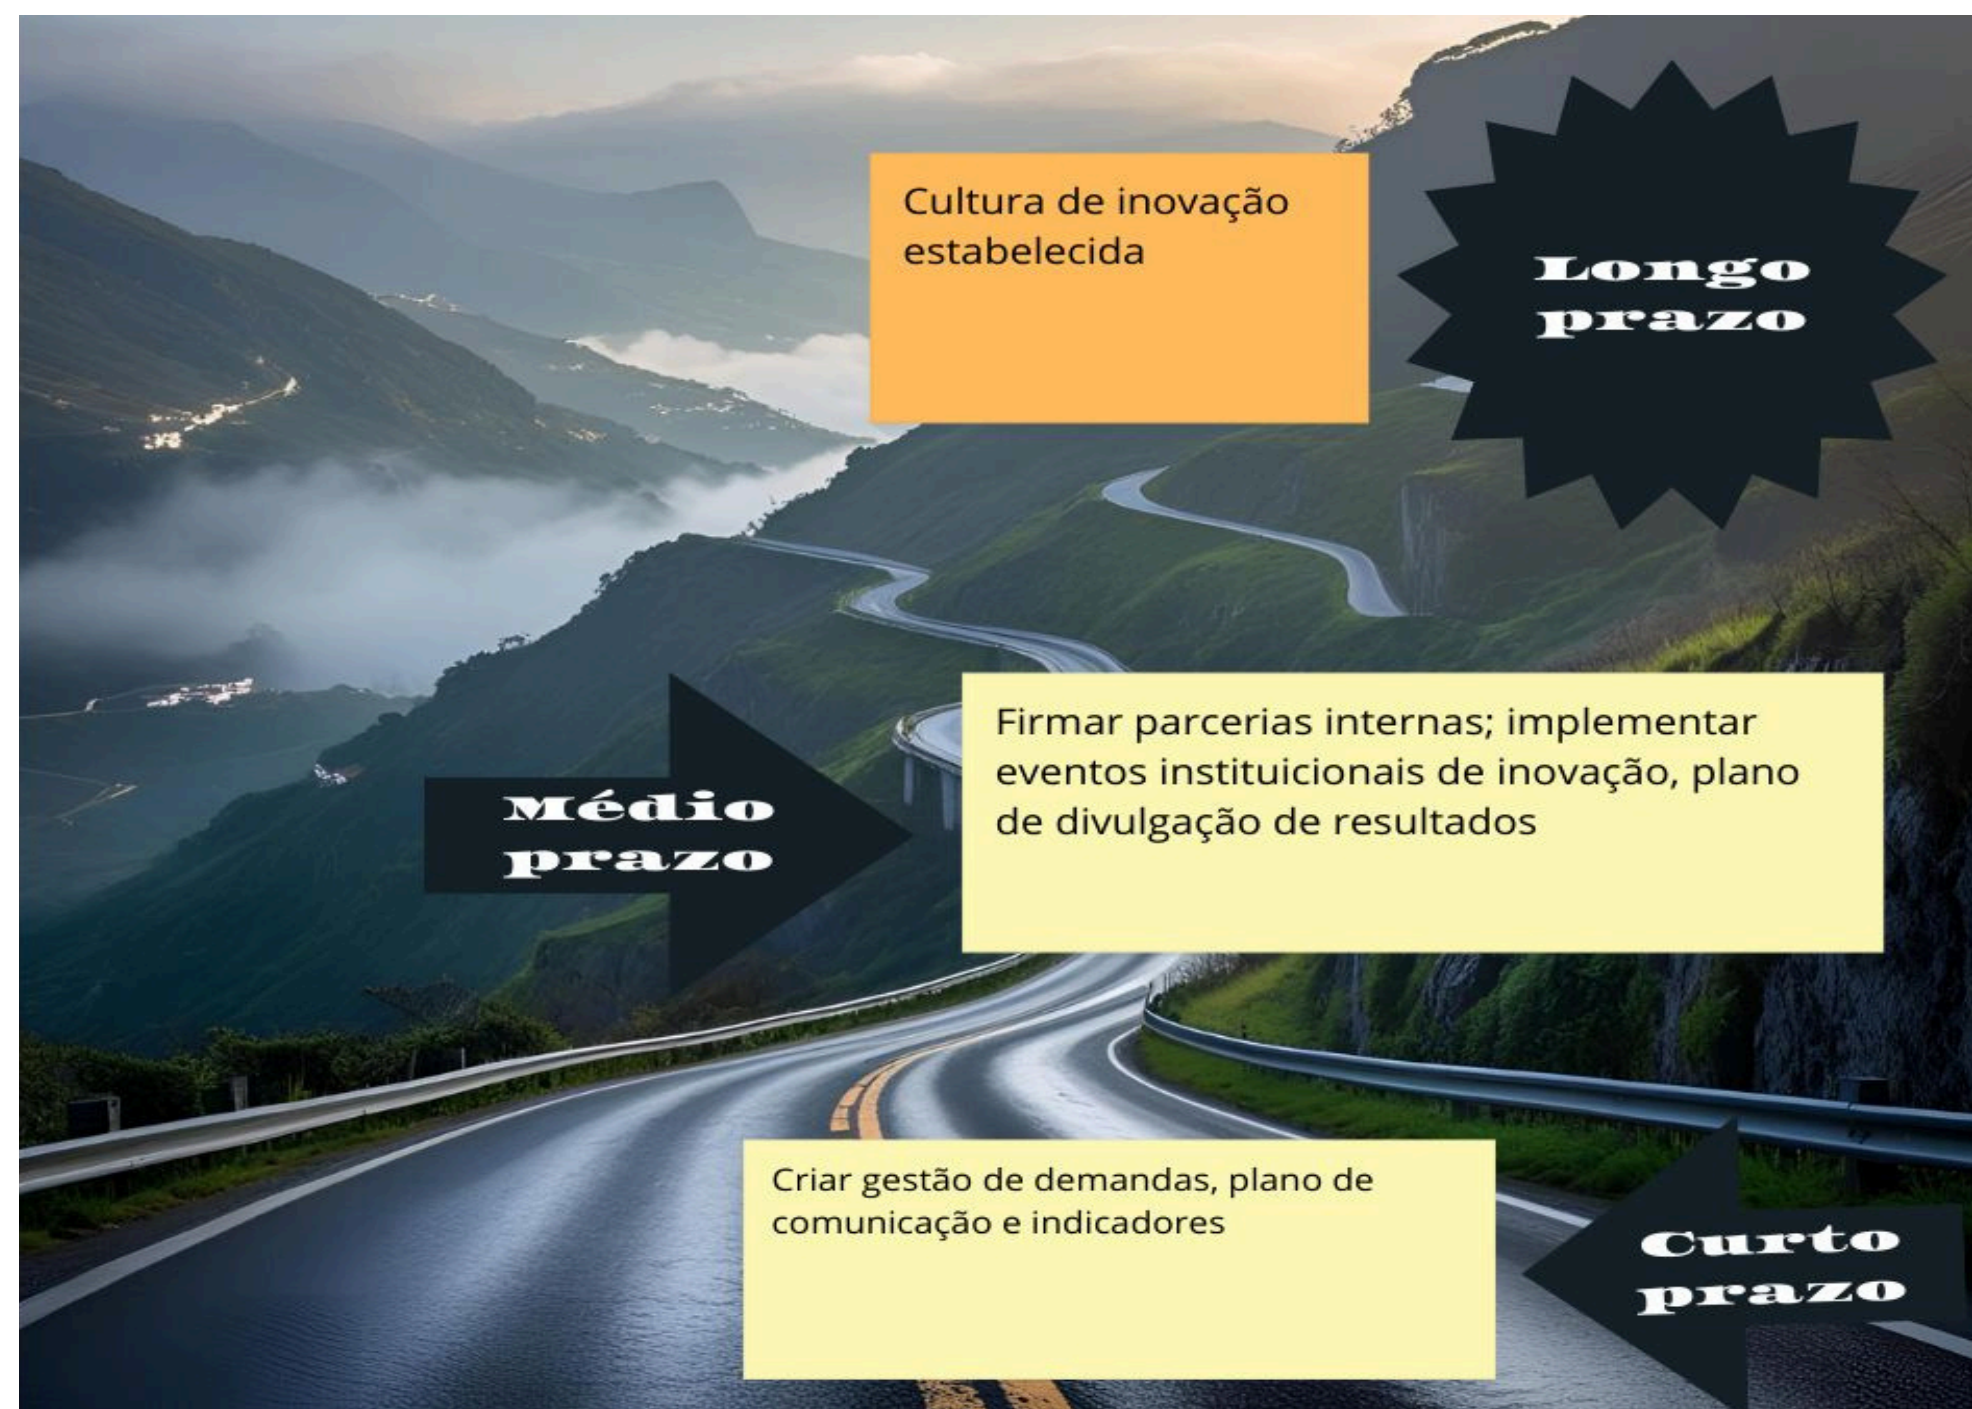 Cultura de inovação
estabelecida
Longo
prazo
Médio
prazo
Firmar parcerias internas; implementar
eventos instituicionais de inovação, plano
de divulgação de resultados
Criar gestão de demandas, plano de
comunicação e indicadores
Curto
prazo